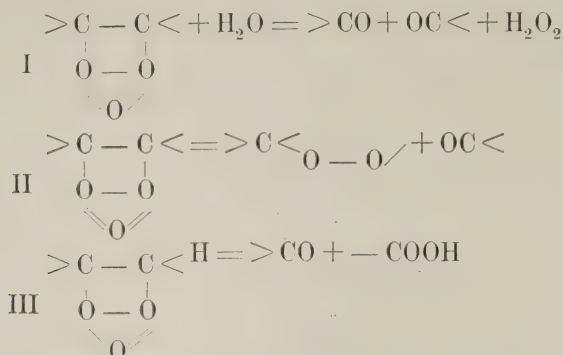 >C — C< + H₂O = >CO + OC< + H₂O₂
I O — O
O
>C — C< = >C< O — O + OC<
II O — O
O
>C — C< H = >CO + — COOH
III O — O
O